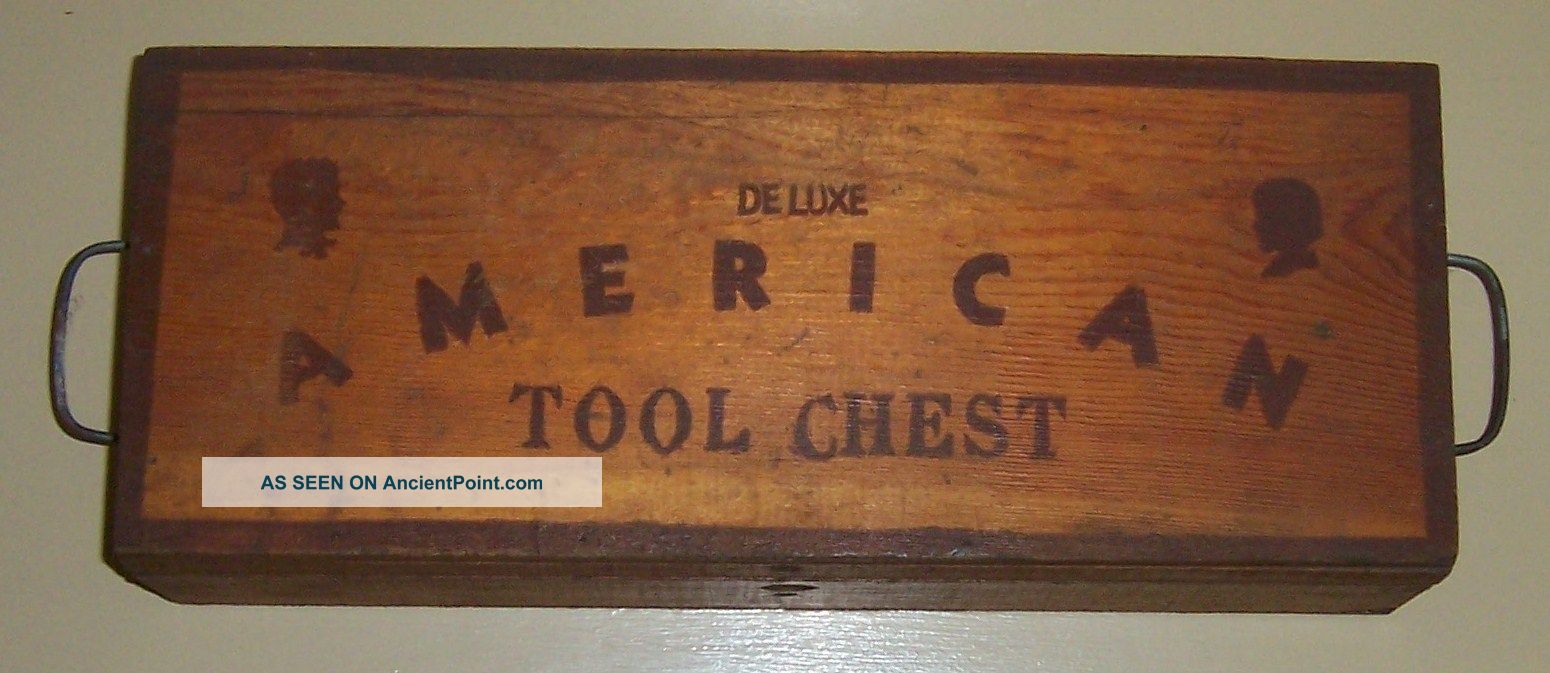 DE LUXE
AMERICAN
TOOL CHEST
AS SEEN ON AncientPoint.com